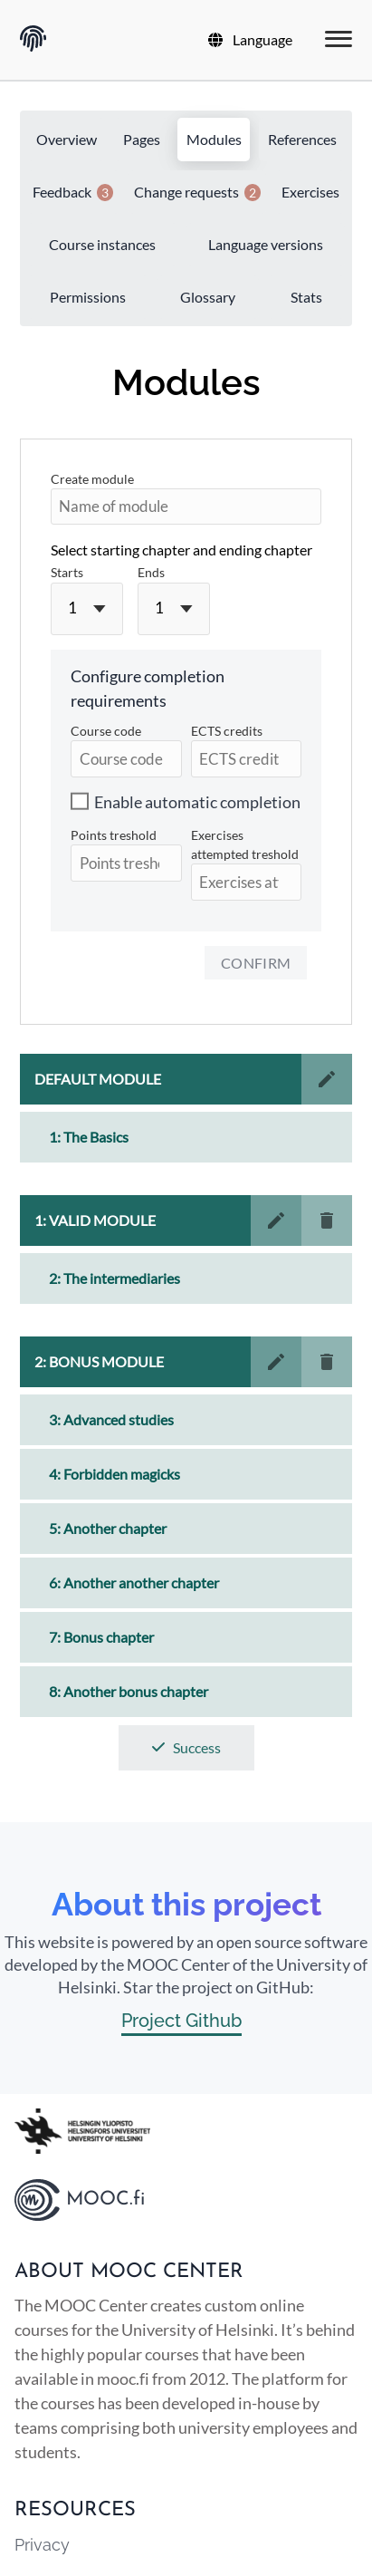 Language
Overview Pages Modules References
Feedback 3 Change requests 2 Exercises
Course instances Language versions
Permissions Glossary Stats
Modules
Create module
Name of module
Select starting chapter and ending chapter
Starts Ends
1 1
Configure completion
requirements
Course code ECTS credits
Course code ECTS credit
Enable automatic completion
Points treshold Exercises
attempted treshold
Points tresho
Exercises at
CONFIRM
DEFAULT MODULE
1: The Basics
1: VALID MODULE
2: The intermediaries
2: BONUS MODULE
3: Advanced studies
4: Forbidden magicks
5: Another chapter
6: Another another chapter
7: Bonus chapter
8: Another bonus chapter
Success
About this project
This website is powered by an open source software
developed by the MOOC Center of the University of
Helsinki. Star the project on GitHub:
Project Github
HELSINGIN YLIOPISTO
HELSINGFORS UNIVERSITET
UNIVERSITY OF HELSINKI
MOOC.fi
ABOUT MOOC CENTER
The MOOC Center creates custom online
courses for the University of Helsinki. It’s behind
the highly popular courses that have been
available in mooc.fi from 2012. The platform for
the courses has been developed in-house by
teams comprising both university employees and
students.
RESOURCES
Privacy